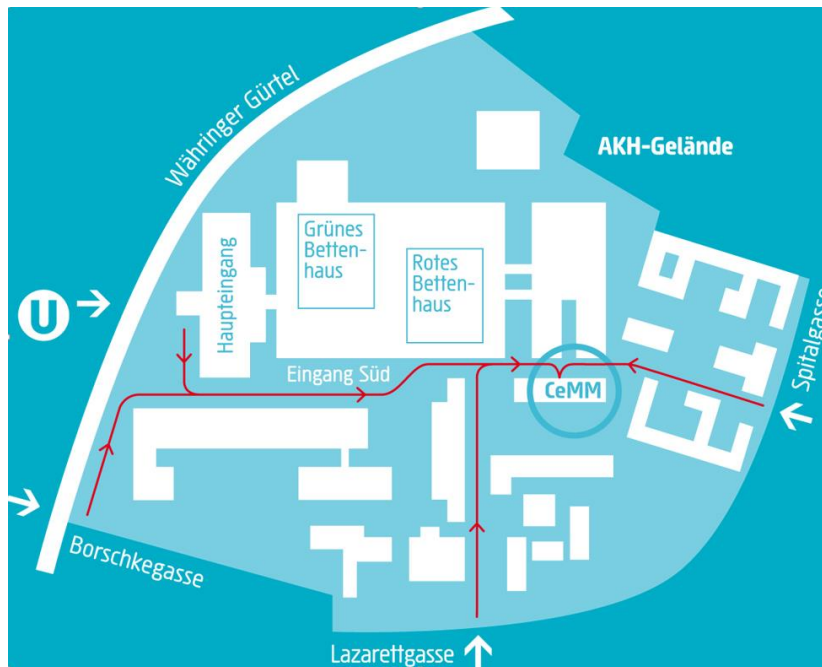 Währinger Gürtel
AKH-Gelände
Grünes
Betten-
haus
Rotes
Betten-
haus
Haupteingang
U
Spitalgasse
Eingang Süd
CeMM
Borschkegasse
Lazarettgasse